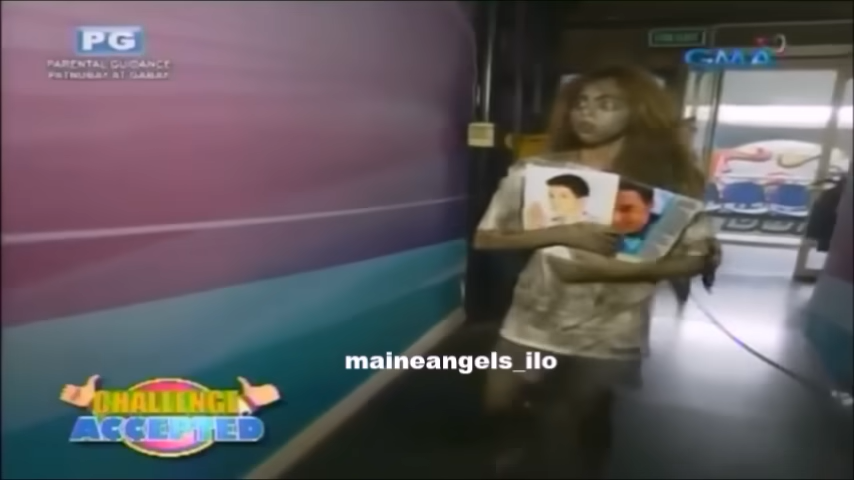 PG
PARENTAL GUIDANCE
PATNUBAY AT GABAY
GMA
maineangels_ilo
CHALLENGE
ACCEPTED